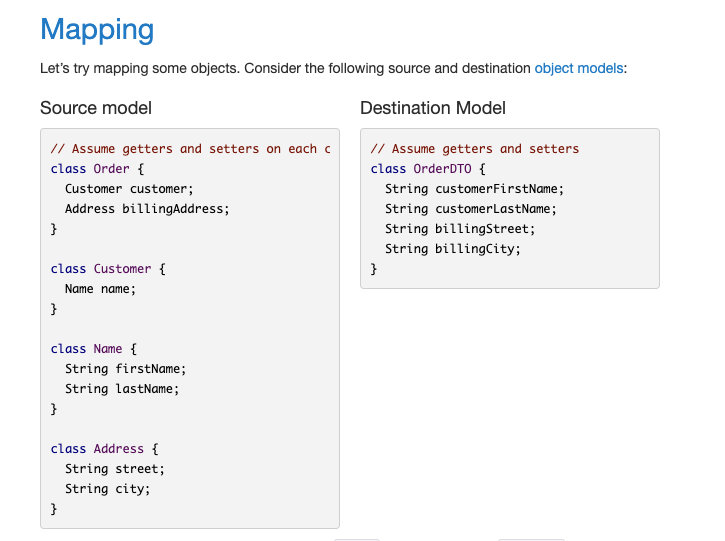 Mapping
Let's try mapping some objects. Consider the following source and destination object models:
Source model
// Assume getters and setters on each c
class Order {
  Customer customer;
  Address billingAddress;
}

class Customer {
  Name name;
}

class Name {
  String firstName;
  String lastName;
}

class Address {
  String street;
  String city;
}
Destination Model
// Assume getters and setters
class OrderDTO {
  String customerFirstName;
  String customerLastName;
  String billingStreet;
  String billingCity;
}